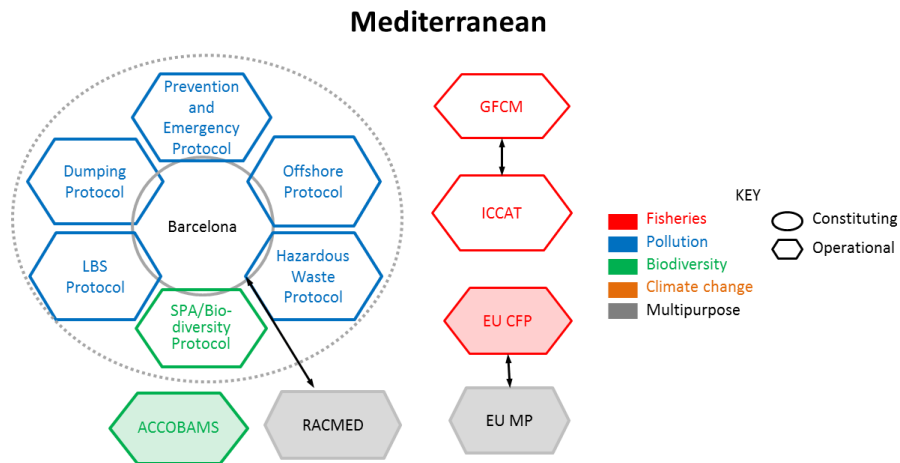 Mediterranean
Prevention
and
Emergency
Protocol
Dumping
Protocol
Offshore
Protocol
Barcelona
LBS
Protocol
Hazardous
Waste
Protocol
SPA/Bio-
diversity
Protocol
ACCOBAMS
RACMED
GFCM
ICCAT
EU CFP
EU MP
KEY
Fisheries
Pollution
Biodiversity
Climate change
Multipurpose
Constituting
Operational